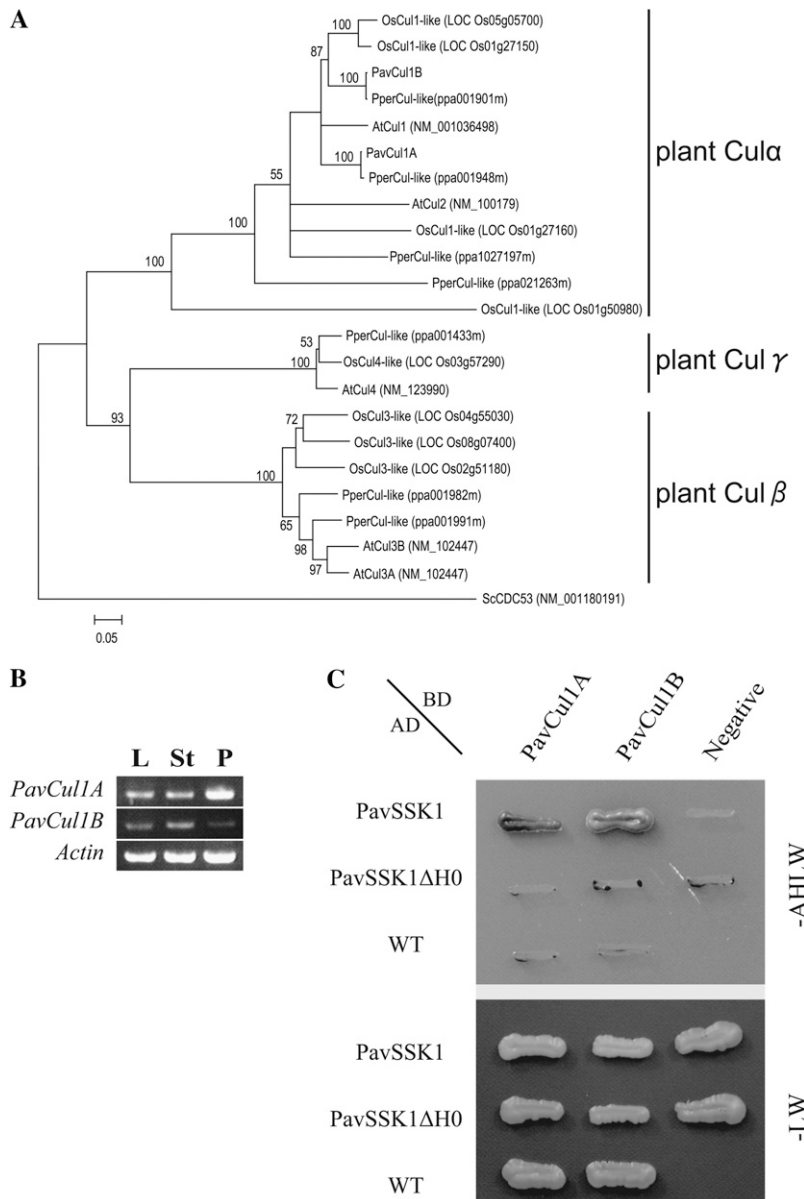 A
OsCul1-like (LOC Os05g05700)
100
OsCul1-like (LOC Os01g27150)
87
PavCul1B
100
PperCul-like(ppa001901m)
AtCul1 (NM_001036498)
plant Culα
PavCul1A
100
PperCul-like (ppa001948m)
55
AtCul2 (NM_100179)
100
OsCul1-like (LOC Os01g27160)
PperCul-like (ppa1027197m)
100
PperCul-like (ppa021263m)
OsCul1-like (LOC Os01g50980)
PperCul-like (ppa001433m)
53
OsCul4-like (LOC Os03g57290)
100
plant Cul γ
AtCul4 (NM_123990)
93
OsCul3-like (LOC Os04g55030)
72
OsCul3-like (LOC Os08g07400)
OsCul3-like (LOC Os02g51180)
100
PperCul-like (ppa001982m)
plant Cul β
65
PperCul-like (ppa001991m)
98
AtCul3B (NM_102447)
97
AtCul3A (NM_102447)
ScCDC53 (NM_001180191)
0.05
B
L St P
PavCul1A
PavCul1B
Actin
C
BD
AD
PavCul1A
PavCul1B
Negative
PavSSK1
PavSSK1ΔH0
WT
-AHLW
PavSSK1
PavSSK1ΔH0
WT
-LW